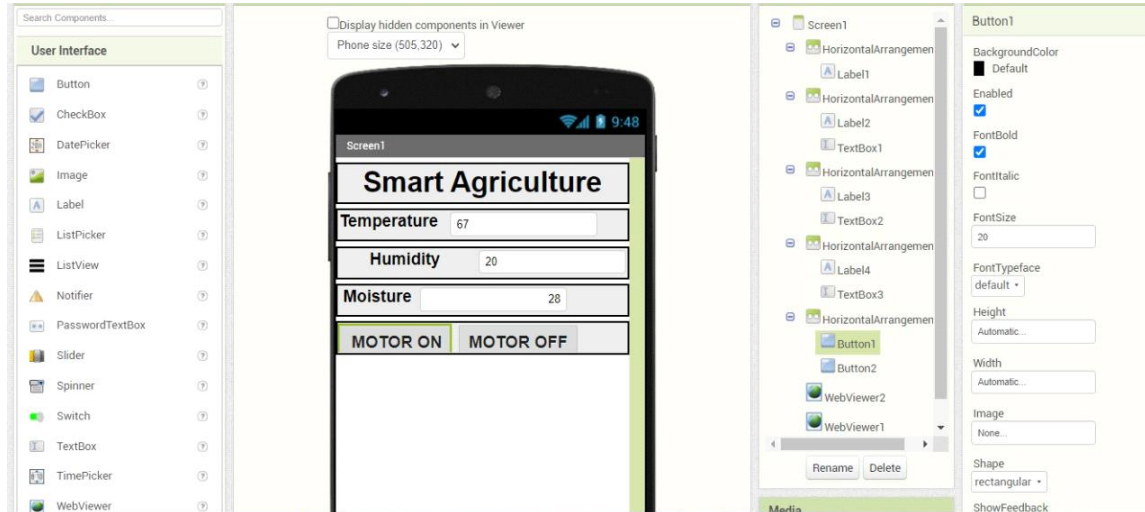 Search Components...
User Interface
Button
CheckBox
DatePicker
Image
Label
ListPicker
ListView
Notifier
PasswordTextBox
Slider
Spinner
Switch
TextBox
TimePicker
WebViewer
Display hidden components in Viewer
Phone size (505,320)
9:48
Screen1
Smart Agriculture
Temperature 67
Humidity 20
Moisture 28
MOTOR ON MOTOR OFF
Screen1
HorizontalArrangemen
Label1
HorizontalArrangemen
Label2
TextBox1
HorizontalArrangemen
Label3
TextBox2
HorizontalArrangemen
Label4
TextBox3
HorizontalArrangemen
Button1
Button2
WebViewer2
WebViewer1
Rename Delete
Media
Button1
BackgroundColor
Default
Enabled
FontBold
FontItalic
FontSize
20
FontTypeface
default
Height
Automatic...
Width
Automatic...
Image
None...
Shape
rectangular
ShowFeedback